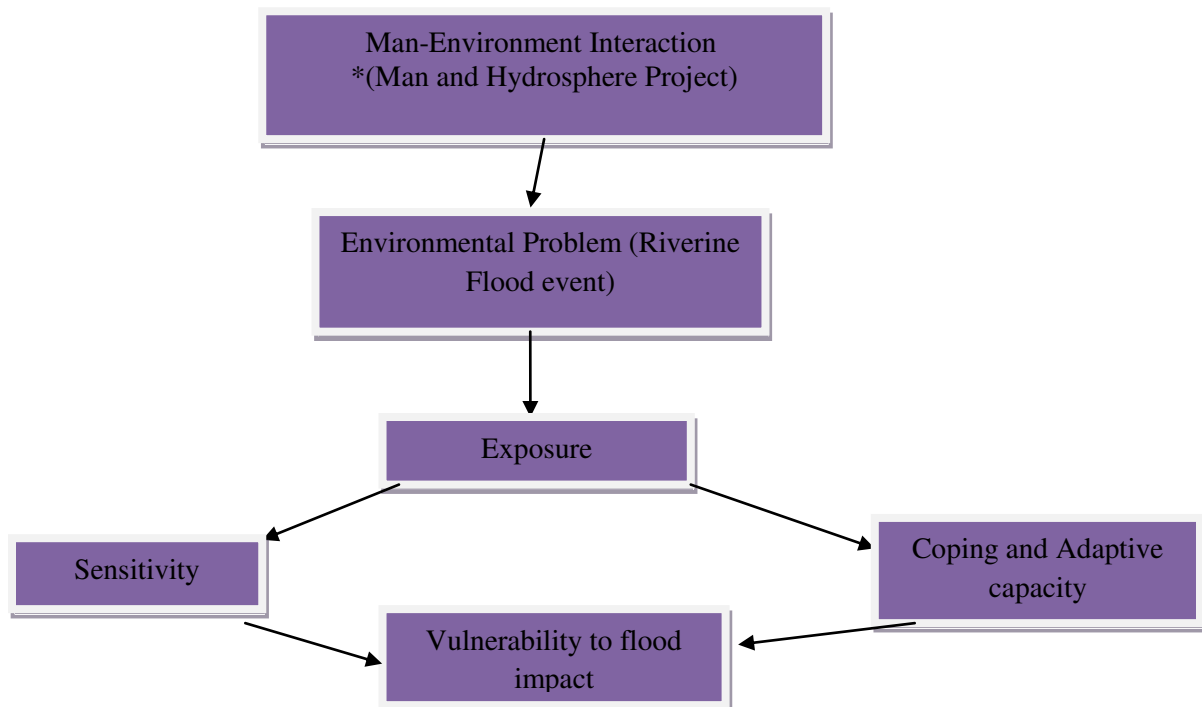 Man-Environment Interaction
*(Man and Hydrosphere Project)
Environmental Problem (Riverine
Flood event)
Exposure
Sensitivity
Coping and Adaptive
capacity
Vulnerability to flood
impact